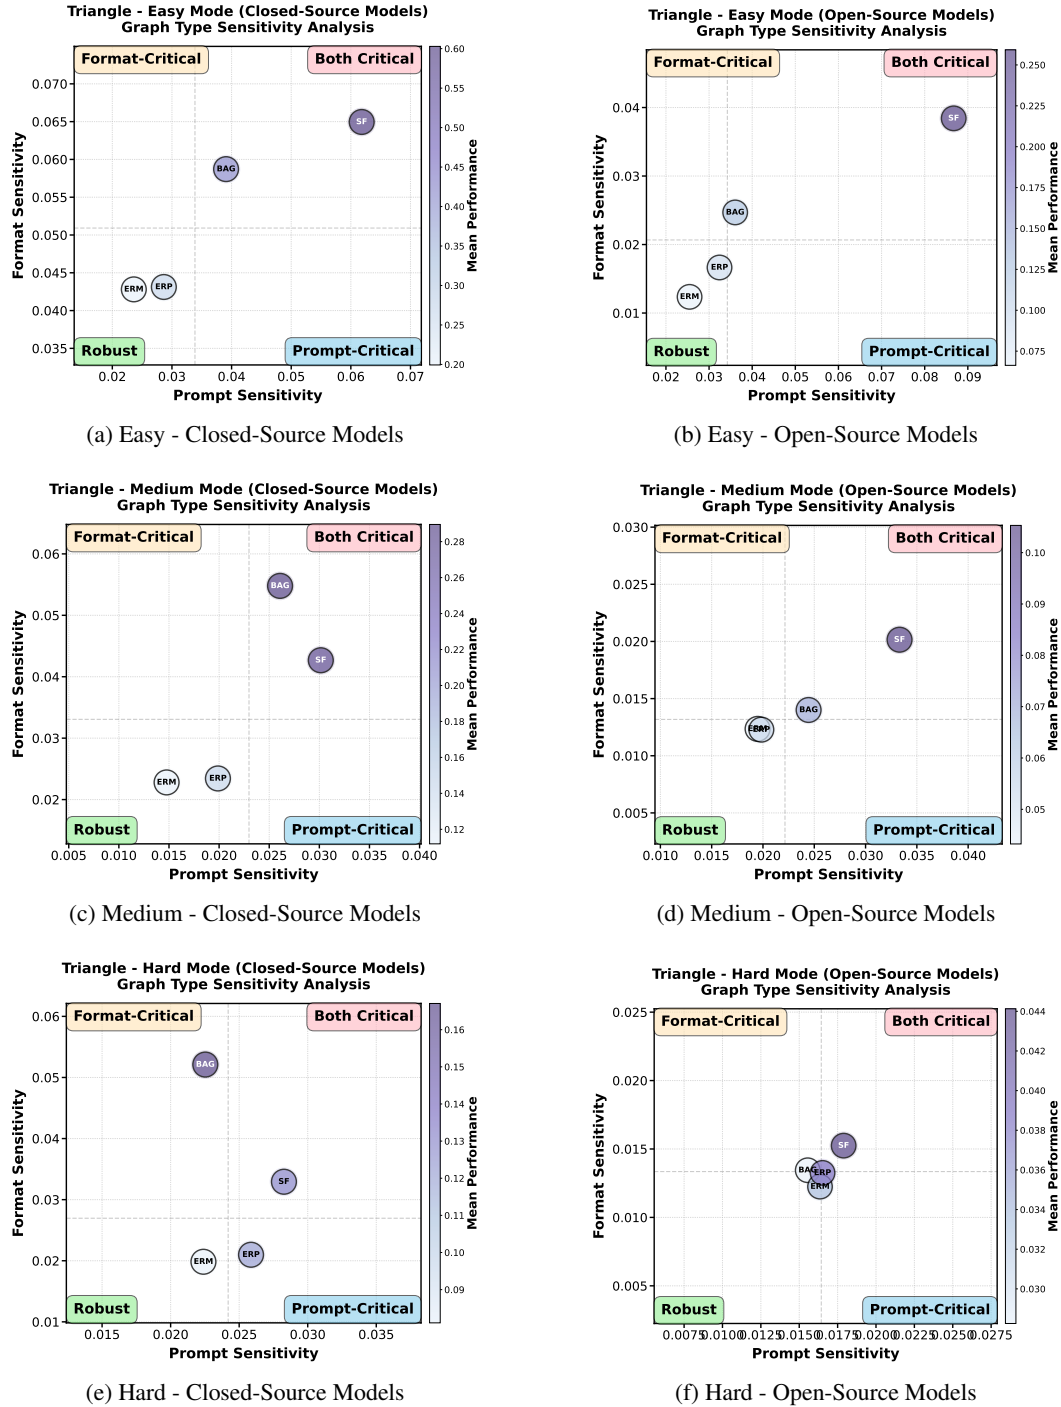 Triangle - Easy Mode (Closed-Source Models)
Graph Type Sensitivity Analysis
Format-Critical
Both Critical
Robust
Prompt-Critical
SF
BAG
ERM
ERP
0.070
0.065
0.060
0.055
0.050
0.045
0.040
0.035
Format Sensitivity
0.02 0.03 0.04 0.05 0.06 0.07
Prompt Sensitivity
0.60
0.55
0.50
0.45
0.40
0.35
0.30
0.25
0.20
Mean Performance
(a) Easy - Closed-Source Models
Triangle - Easy Mode (Open-Source Models)
Graph Type Sensitivity Analysis
Format-Critical
Both Critical
Robust
Prompt-Critical
SF
BAG
ERP
ERM
0.04
0.03
0.02
0.01
Format Sensitivity
0.02 0.03 0.04 0.05 0.06 0.07 0.08 0.09
Prompt Sensitivity
0.250
0.225
0.200
0.175
0.150
0.125
0.100
0.075
Mean Performance
(b) Easy - Open-Source Models
Triangle - Medium Mode (Closed-Source Models)
Graph Type Sensitivity Analysis
Format-Critical
Both Critical
Robust
Prompt-Critical
BAG
SF
ERM
ERP
0.06
0.05
0.04
0.03
0.02
Format Sensitivity
0.005 0.010 0.015 0.020 0.025 0.030 0.035 0.040
Prompt Sensitivity
0.28
0.26
0.24
0.22
0.20
0.18
0.16
0.14
0.12
Mean Performance
(c) Medium - Closed-Source Models
Triangle - Medium Mode (Open-Source Models)
Graph Type Sensitivity Analysis
Format-Critical
Both Critical
Robust
Prompt-Critical
SF
BAG
ERM
ERP
0.030
0.025
0.020
0.015
0.010
0.005
Format Sensitivity
0.010 0.015 0.020 0.025 0.030 0.035 0.040
Prompt Sensitivity
0.10
0.09
0.08
0.07
0.06
0.05
Mean Performance
(d) Medium - Open-Source Models
Triangle - Hard Mode (Closed-Source Models)
Graph Type Sensitivity Analysis
Format-Critical
Both Critical
Robust
Prompt-Critical
BAG
SF
ERM
ERP
0.06
0.05
0.04
0.03
0.02
0.01
Format Sensitivity
0.015 0.020 0.025 0.030 0.035
Prompt Sensitivity
0.16
0.15
0.14
0.13
0.12
0.11
0.10
0.09
Mean Performance
(e) Hard - Closed-Source Models
Triangle - Hard Mode (Open-Source Models)
Graph Type Sensitivity Analysis
Format-Critical
Both Critical
Robust
Prompt-Critical
SF
BAG
ERP
ERM
0.025
0.020
0.015
0.010
0.005
Format Sensitivity
0.0075 0.0100 0.0125 0.0150 0.0175 0.0200 0.0225 0.0250 0.0275
Prompt Sensitivity
0.044
0.042
0.040
0.038
0.036
0.034
0.032
0.030
Mean Performance
(f) Hard - Open-Source Models